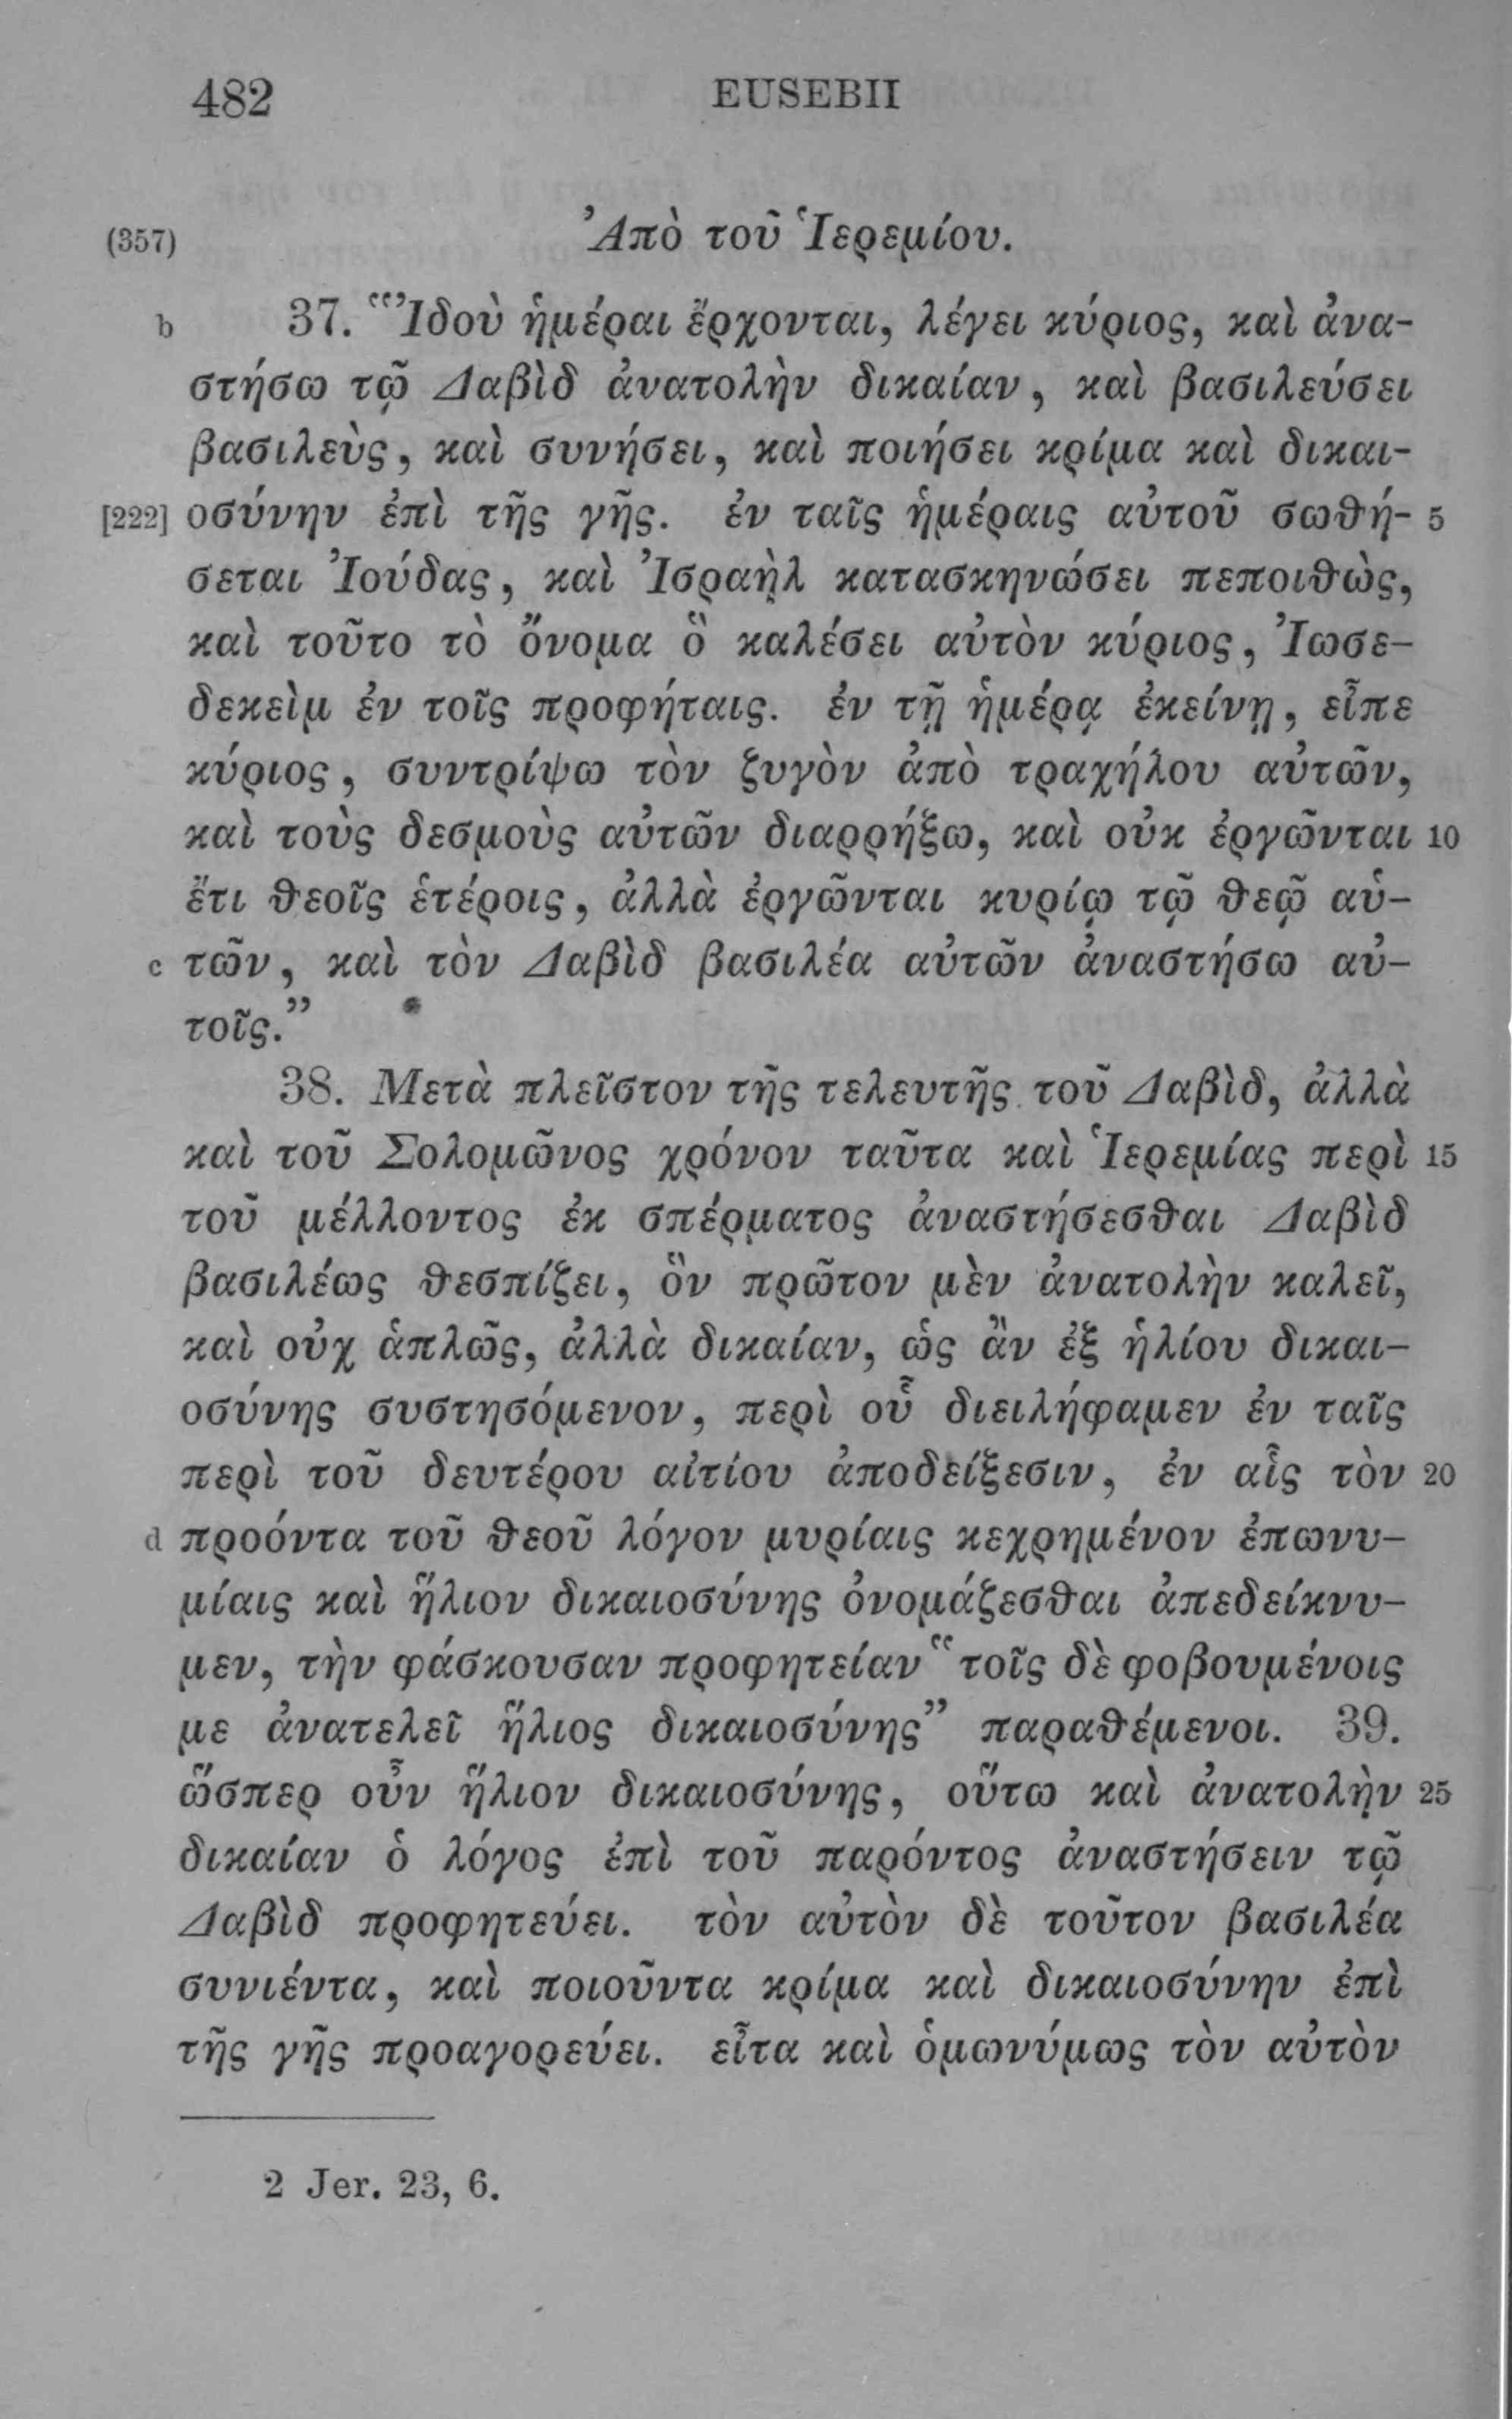 482 EUSEBII
(357) Ἀπὸ τοῦ Ἱερεμίου.
b 37. "Ἰδοὺ ἡμέραι ἔρχονται, λέγει κύριος, καὶ ἀνα-
στήσω τῷ Δαβὶδ ἀνατολὴν δικαίαν, καὶ βασιλεύσει
βασιλεὺς, καὶ συνήσει, καὶ ποιήσει κρίμα καὶ δικαι-
[222] οσύνην ἐπὶ τῆς γῆς. ἐν ταῖς ἡμέραις αὐτοῦ σωθή- 5
σεται Ἰούδας, καὶ Ἰσραὴλ κατασκηνώσει πεποιθὼς,
καὶ τοῦτο τὸ ὄνομα ὃ καλέσει αὐτὸν κύριος, Ἰωσε-
δεκεὶμ ἐν τοῖς προφήταις. ἐν τῇ ἡμέρᾳ ἐκείνῃ, εἶπε
κύριος, συντρίψω τὸν ζυγὸν ἀπὸ τραχήλου αὐτῶν,
καὶ τοὺς δεσμοὺς αὐτῶν διαρρήξω, καὶ οὐκ ἐργῶνται 10
ἔτι θεοῖς ἑτέροις, ἀλλὰ ἐργῶνται κυρίῳ τῷ θεῷ αὑ-
c τῶν, καὶ τὸν Δαβὶδ βασιλέα αὐτῶν ἀναστήσω αὐ-
τοῖς."
38. Μετὰ πλεῖστον τῆς τελευτῆς τοῦ Δαβὶδ, ἀλλὰ
καὶ τοῦ Σολομῶνος χρόνον ταῦτα καὶ Ἱερεμίας περὶ 15
τοῦ μέλλοντος ἐκ σπέρματος ἀναστήσεσθαι Δαβὶδ
βασιλέως θεσπίζει, ὃν πρῶτον μὲν ἀνατολὴν καλεῖ,
καὶ οὐχ ἁπλῶς, ἀλλὰ δικαίαν, ὡς ἂν ἐξ ἡλίου δικαι-
οσύνης συστησόμενον, περὶ οὗ διειλήφαμεν ἐν ταῖς
περὶ τοῦ δευτέρου αἰτίου ἀποδείξεσιν, ἐν αἷς τὸν 20
d προόντα τοῦ θεοῦ λόγον μυρίαις κεχρημένον ἐπωνυ-
μίαις καὶ ἥλιον δικαιοσύνης ὀνομάζεσθαι ἀπεδείκνυ-
μεν, τὴν φάσκουσαν προφητείαν "τοῖς δὲ φοβουμένοις
με ἀνατελεῖ ἥλιος δικαιοσύνης" παραθέμενοι. 39.
ὥσπερ οὖν ἥλιον δικαιοσύνης, οὕτω καὶ ἀνατολὴν 25
δικαίαν ὁ λόγος ἐπὶ τοῦ παρόντος ἀναστήσειν τῷ
Δαβὶδ προφητεύει. τὸν αὐτὸν δὲ τοῦτον βασιλέα
συνιέντα, καὶ ποιοῦντα κρίμα καὶ δικαιοσύνην ἐπὶ
τῆς γῆς προαγορεύει. εἶτα καὶ ὁμωνύμως τὸν αὐτὸν
2 Jer. 23, 6.